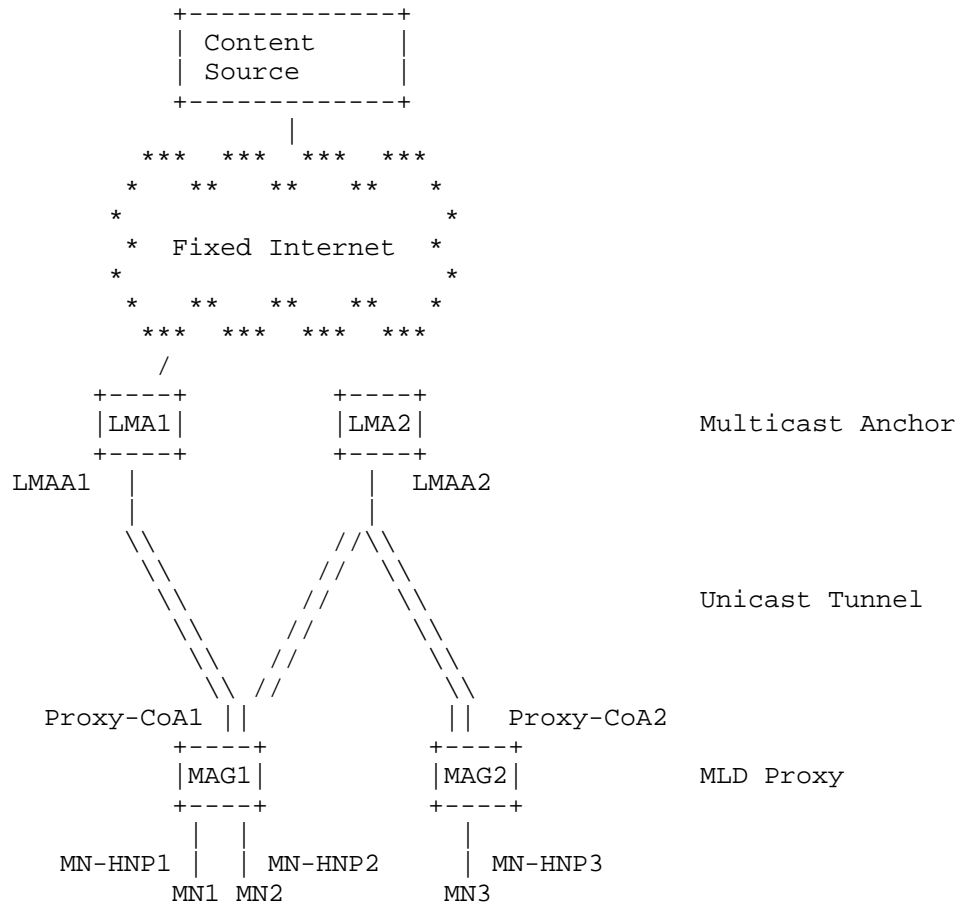 Content
Source
Fixed Internet
LMA1 LMA2 Multicast Anchor
LMAA1 LMAA2
Unicast Tunnel
Proxy-CoA1 Proxy-CoA2
MAG1 MAG2 MLD Proxy
MN-HNP1 MN-HNP2 MN-HNP3
MN1 MN2 MN3